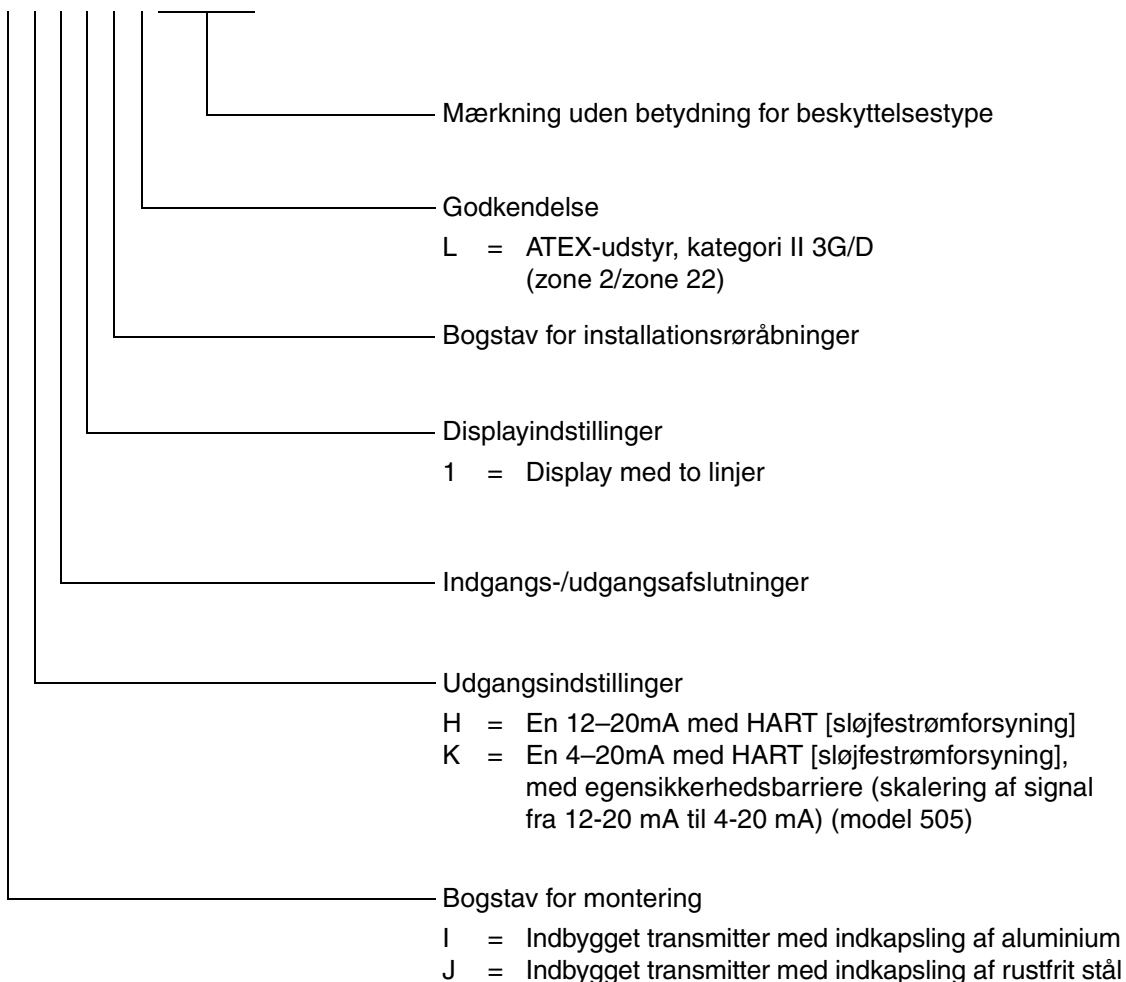 Mærkning uden betydning for beskyttelsestype
Godkendelse
L = ATEX-udstyr, kategori II 3G/D
(zone 2/zone 22)
Bogstav for installationsrøråbninger
Displayindstillinger
1 = Display med to linjer
Indgangs-/udgangsafslutninger
Udgangsindstillinger
H = En 12–20mA med HART [sløjfestrømforsyning]
K = En 4–20mA med HART [sløjfestrømforsyning],
med egensikkerhedsbarriere (skalering af signal
fra 12-20 mA til 4-20 mA) (model 505)
Bogstav for montering
I = Indbygget transmitter med indkapsling af aluminium
J = Indbygget transmitter med indkapsling af rustfrit stål